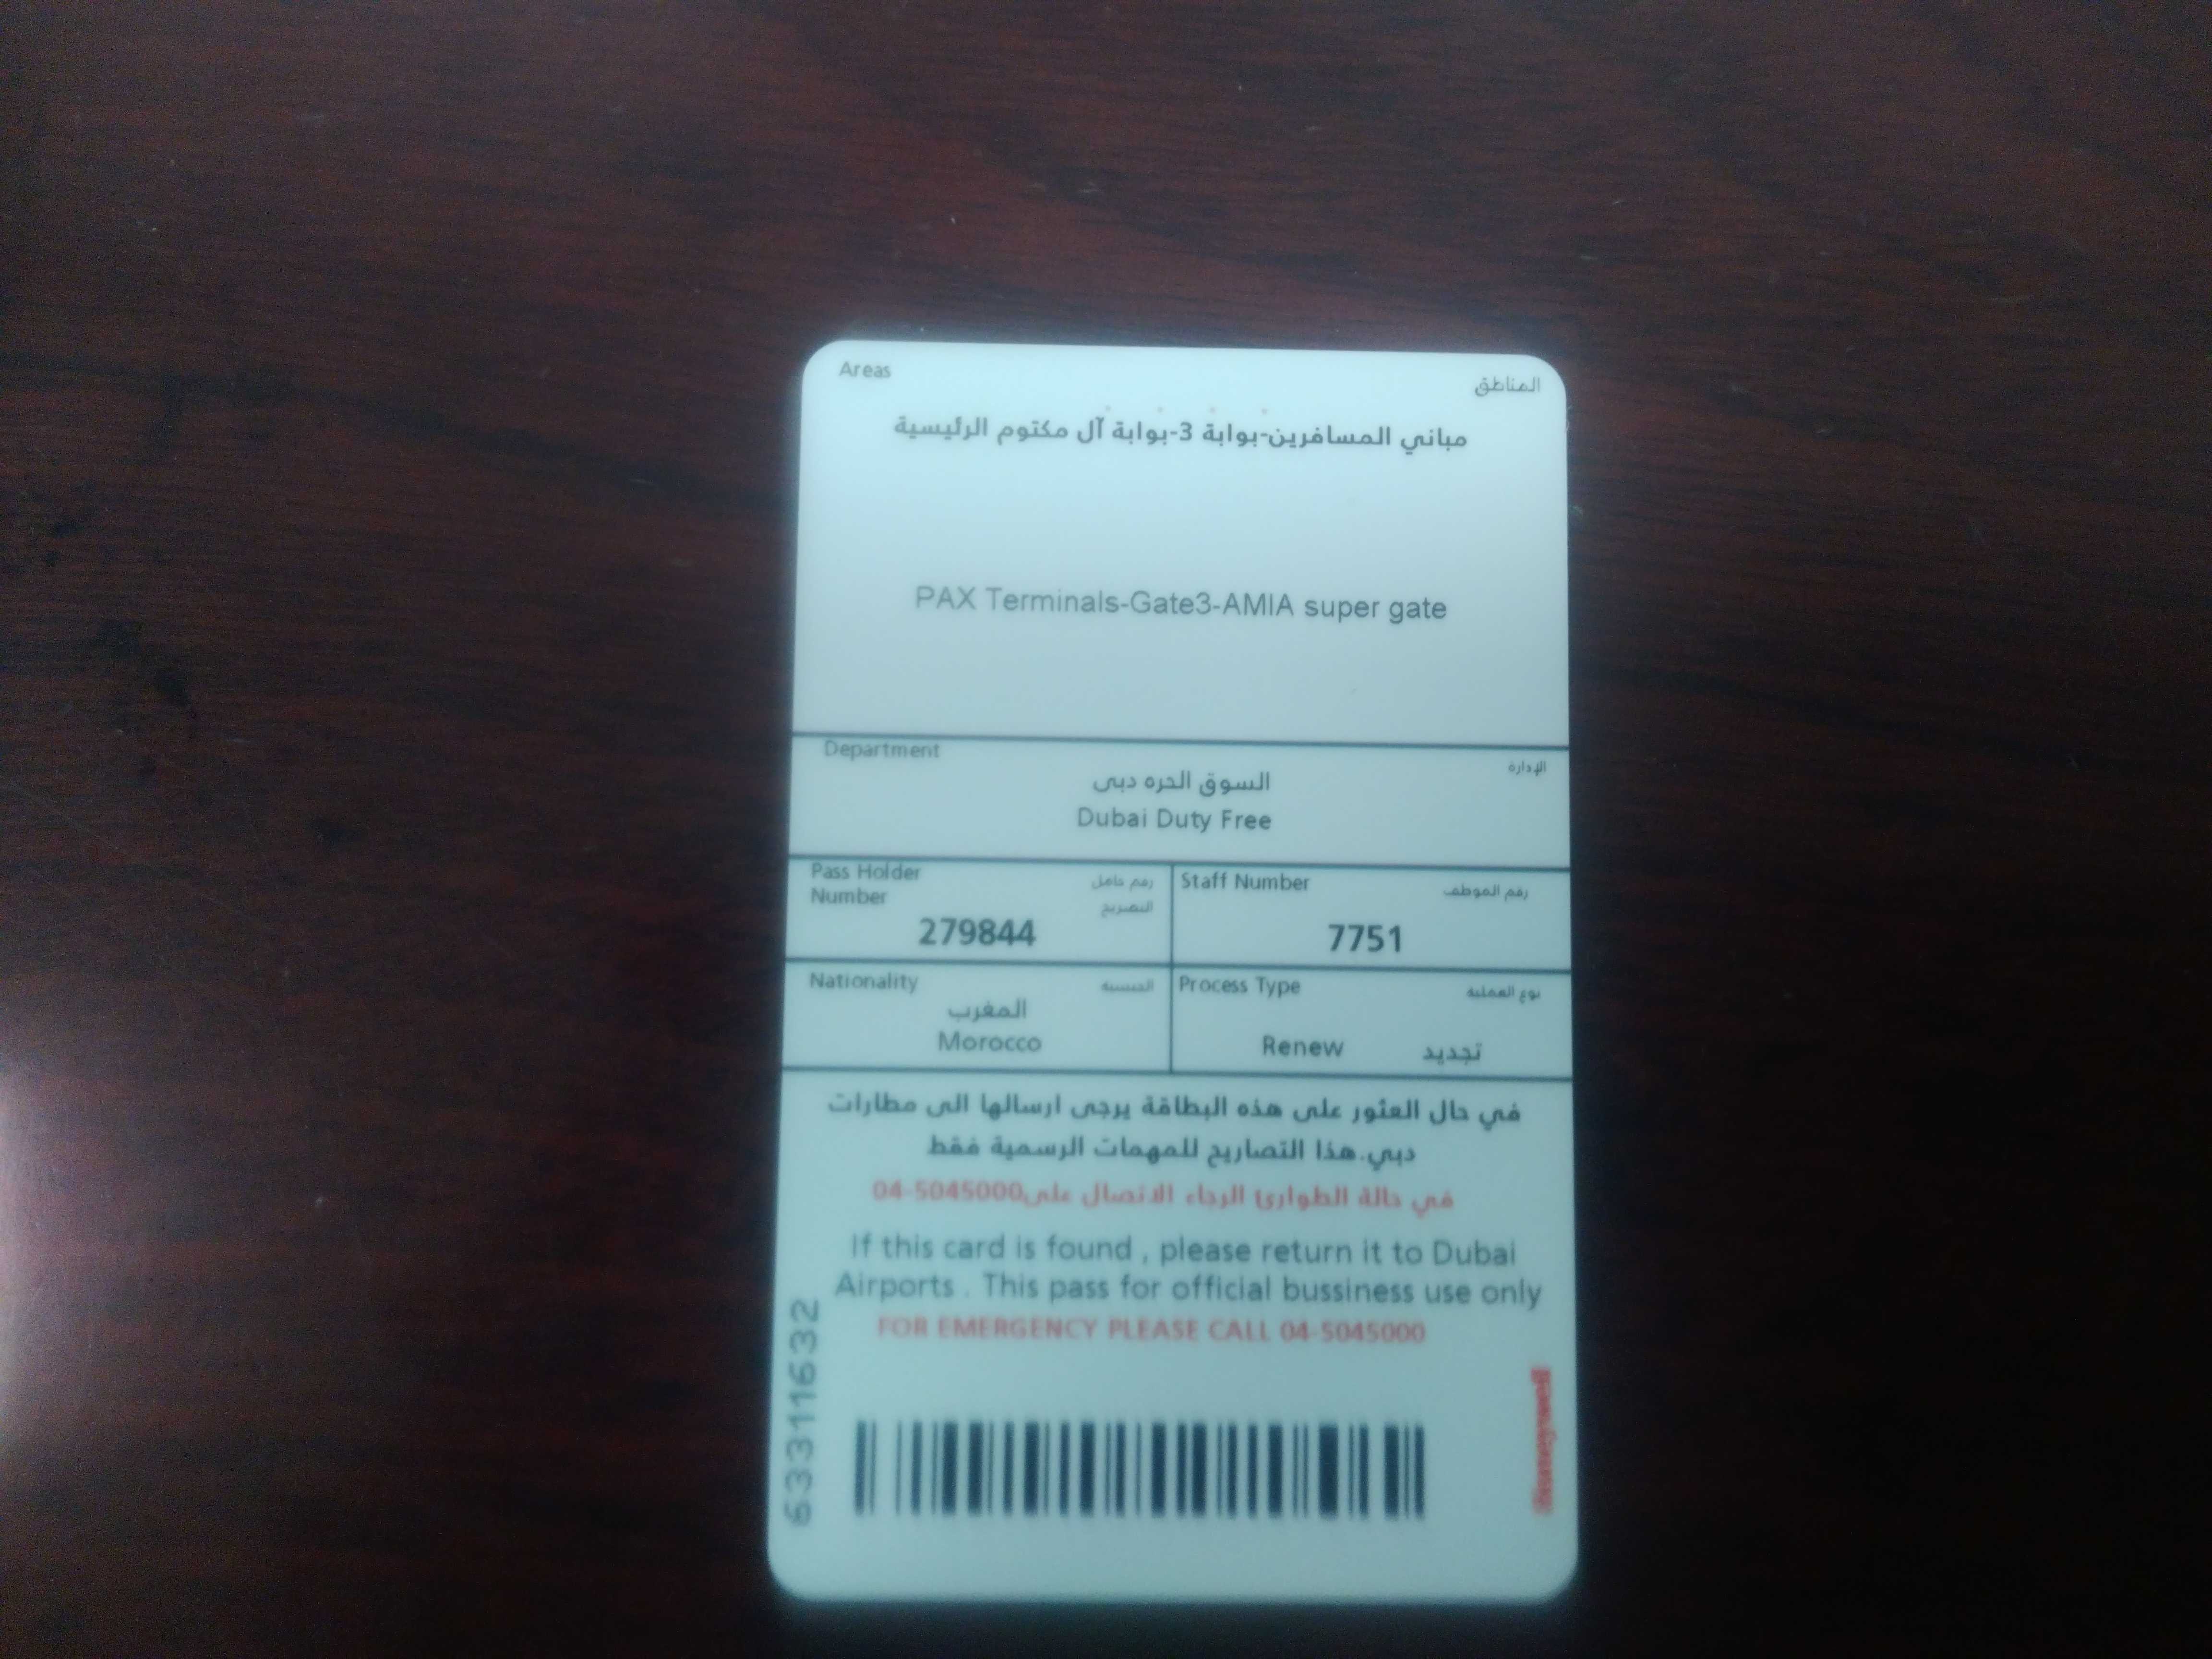 Areas المناطق
مباني المسافرين-بوابة 3-بوابة آل مكتوم الرئيسية
PAX Terminals-Gate3-AMIA super gate
Department الإدارة
السوق الحره دبى
Dubai Duty Free
Pass Holder رقم حامل
Number التصريح
279844
Staff Number رقم الموظف
7751
Nationality الجنسية
المغرب
Morocco
Process Type نوع العملية
Renew تجديد
في حال العثور على هذه البطاقة يرجى ارسالها الى مطارات
دبي.هذا التصاريح للمهمات الرسمية فقط
في حالة الطوارئ الرجاء الاتصال على04-5045000
If this card is found , please return it to Dubai
Airports . This pass for official bussiness use only
FOR EMERGENCY PLEASE CALL 04-5045000
63311632